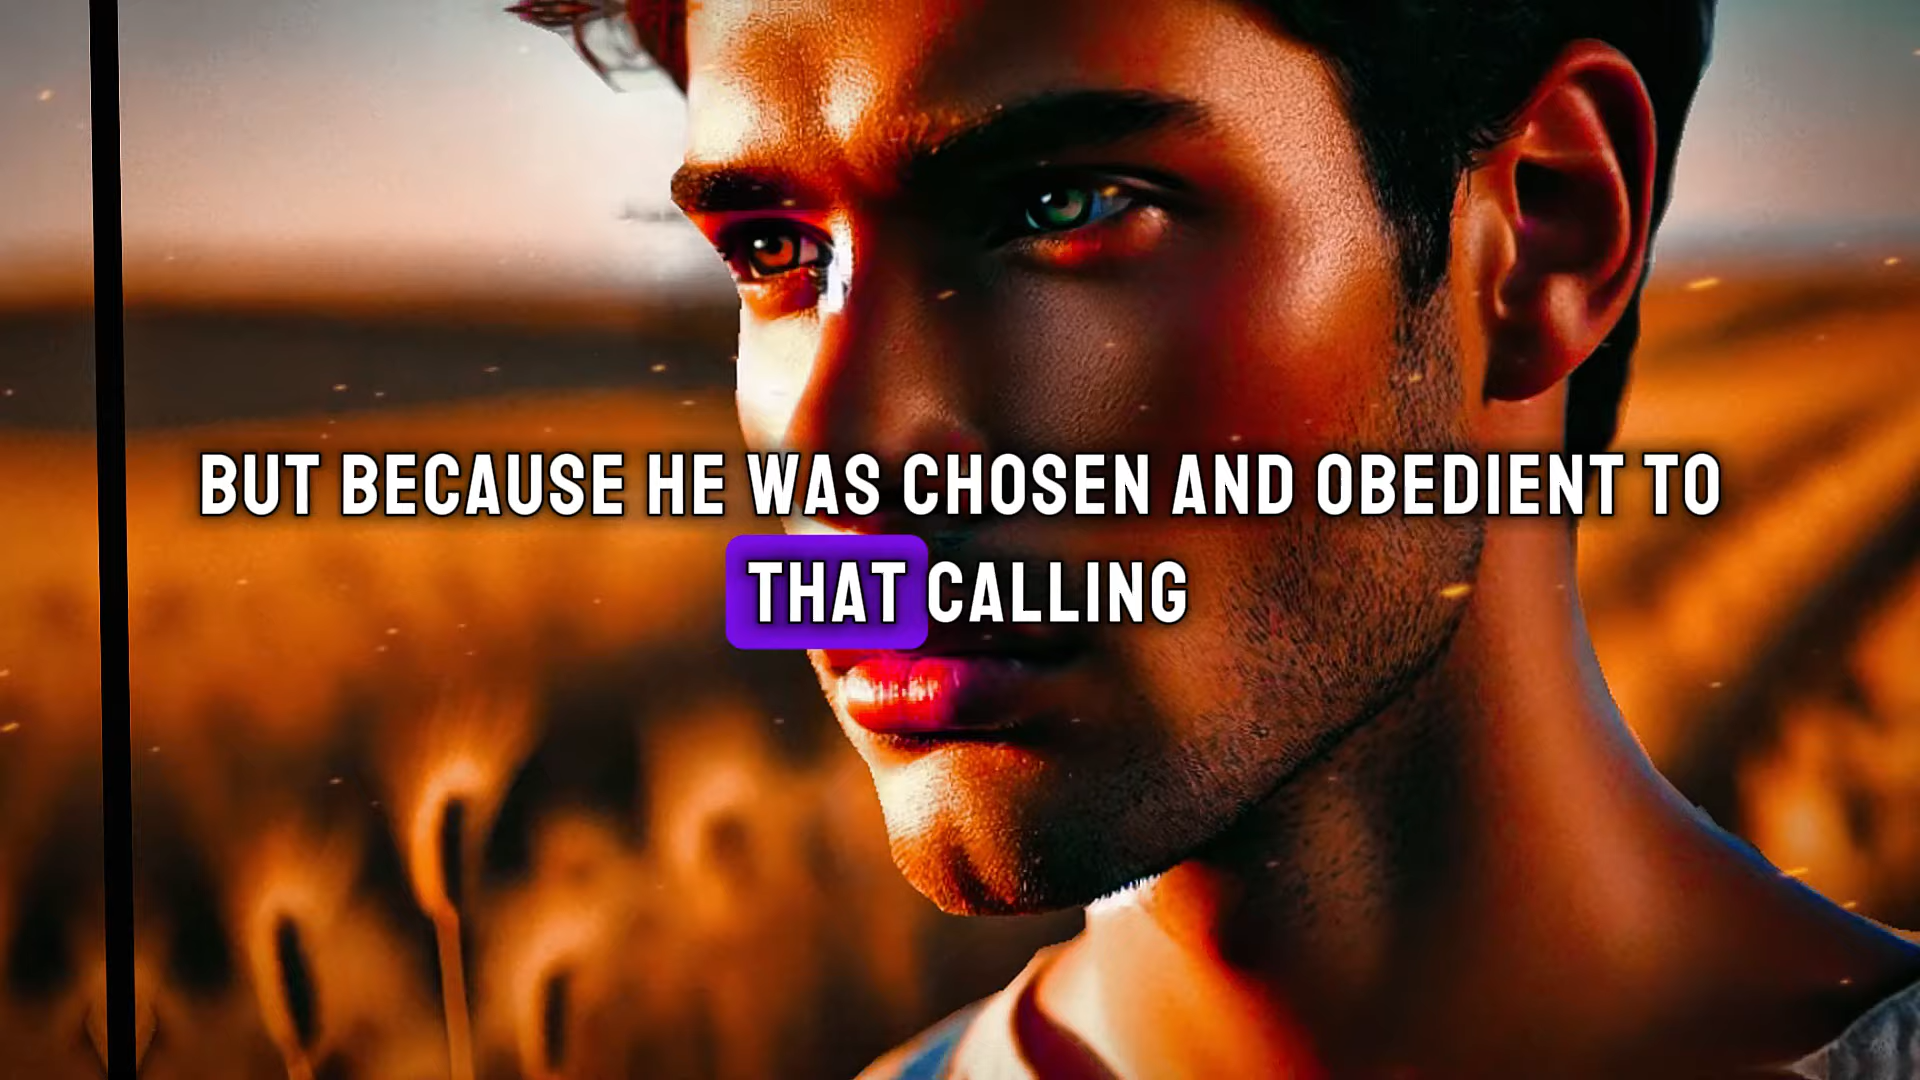 BUT BECAUSE HE WAS CHOSEN AND OBEDIENT TO
THAT CALLING